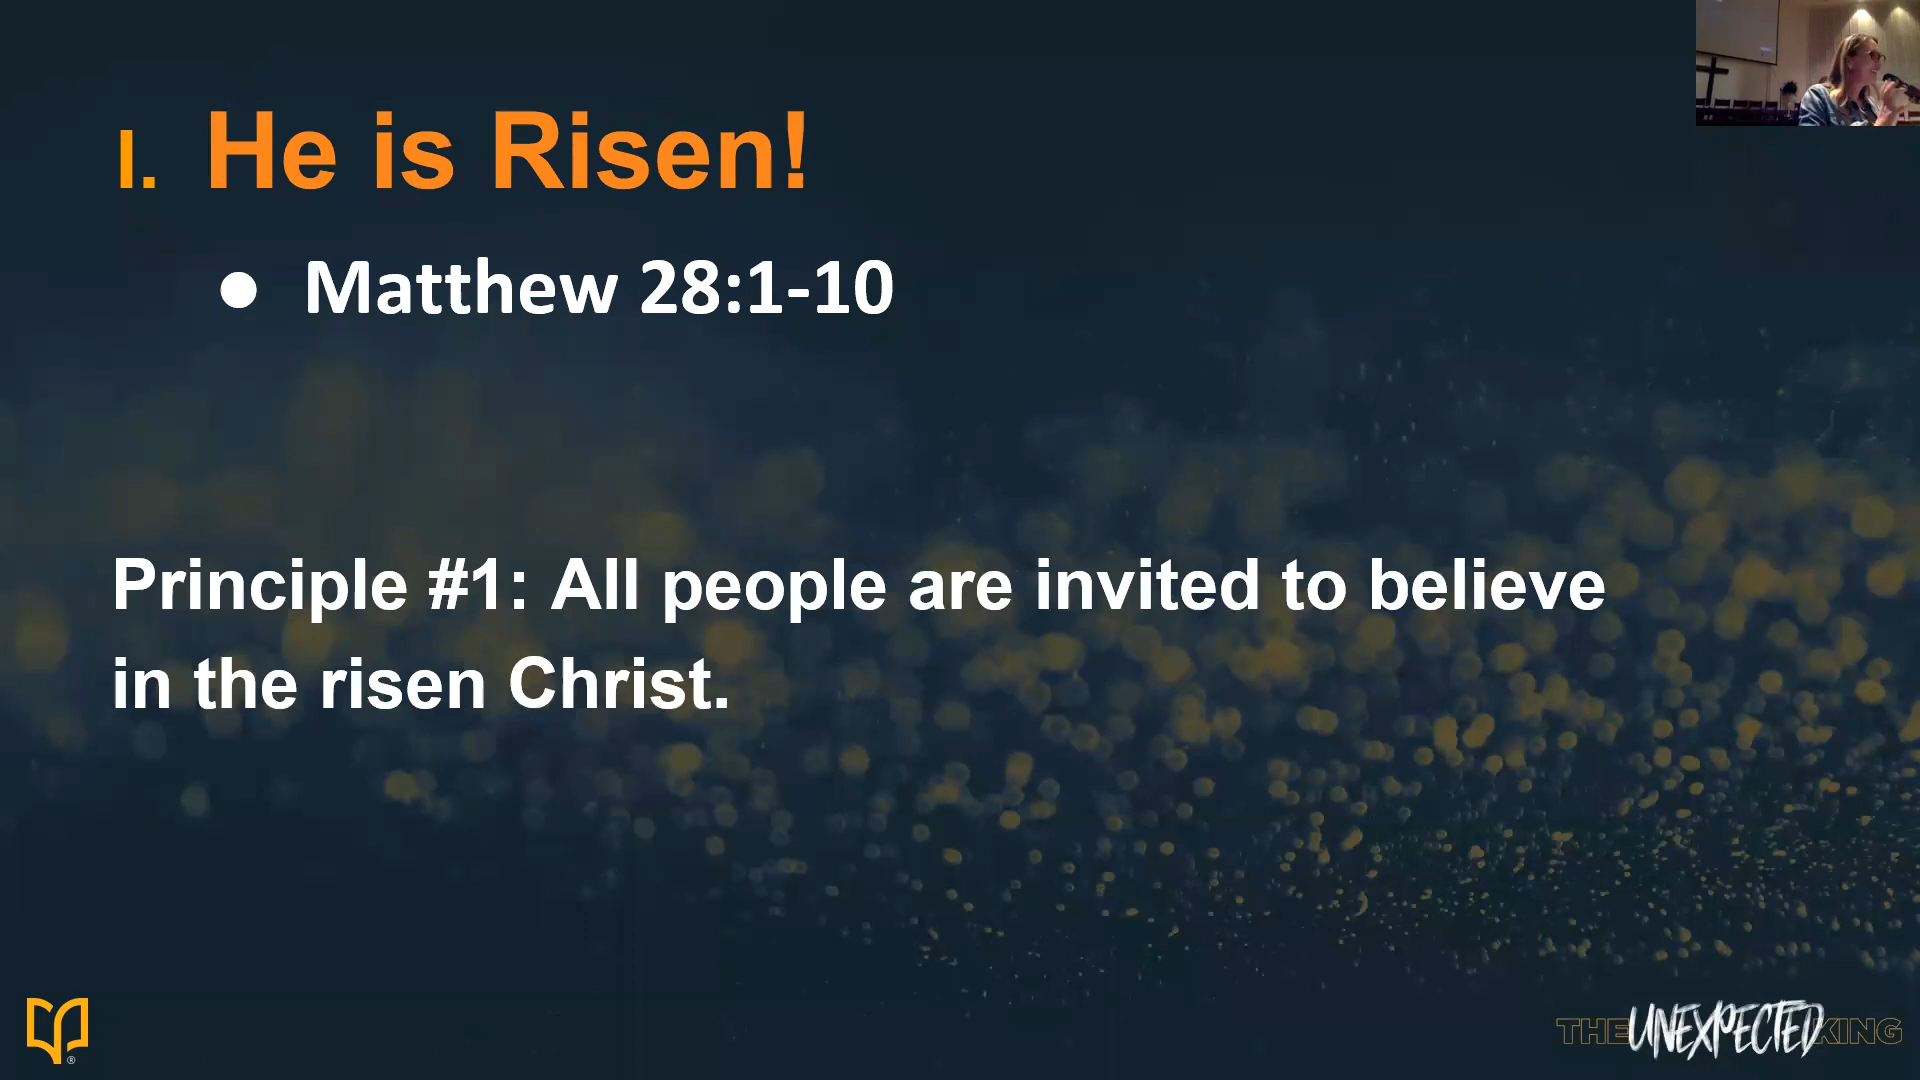 I. He is Risen!
● Matthew 28:1-10
Principle #1: All people are invited to believe
in the risen Christ.
®
THE UNEXPECTED KING